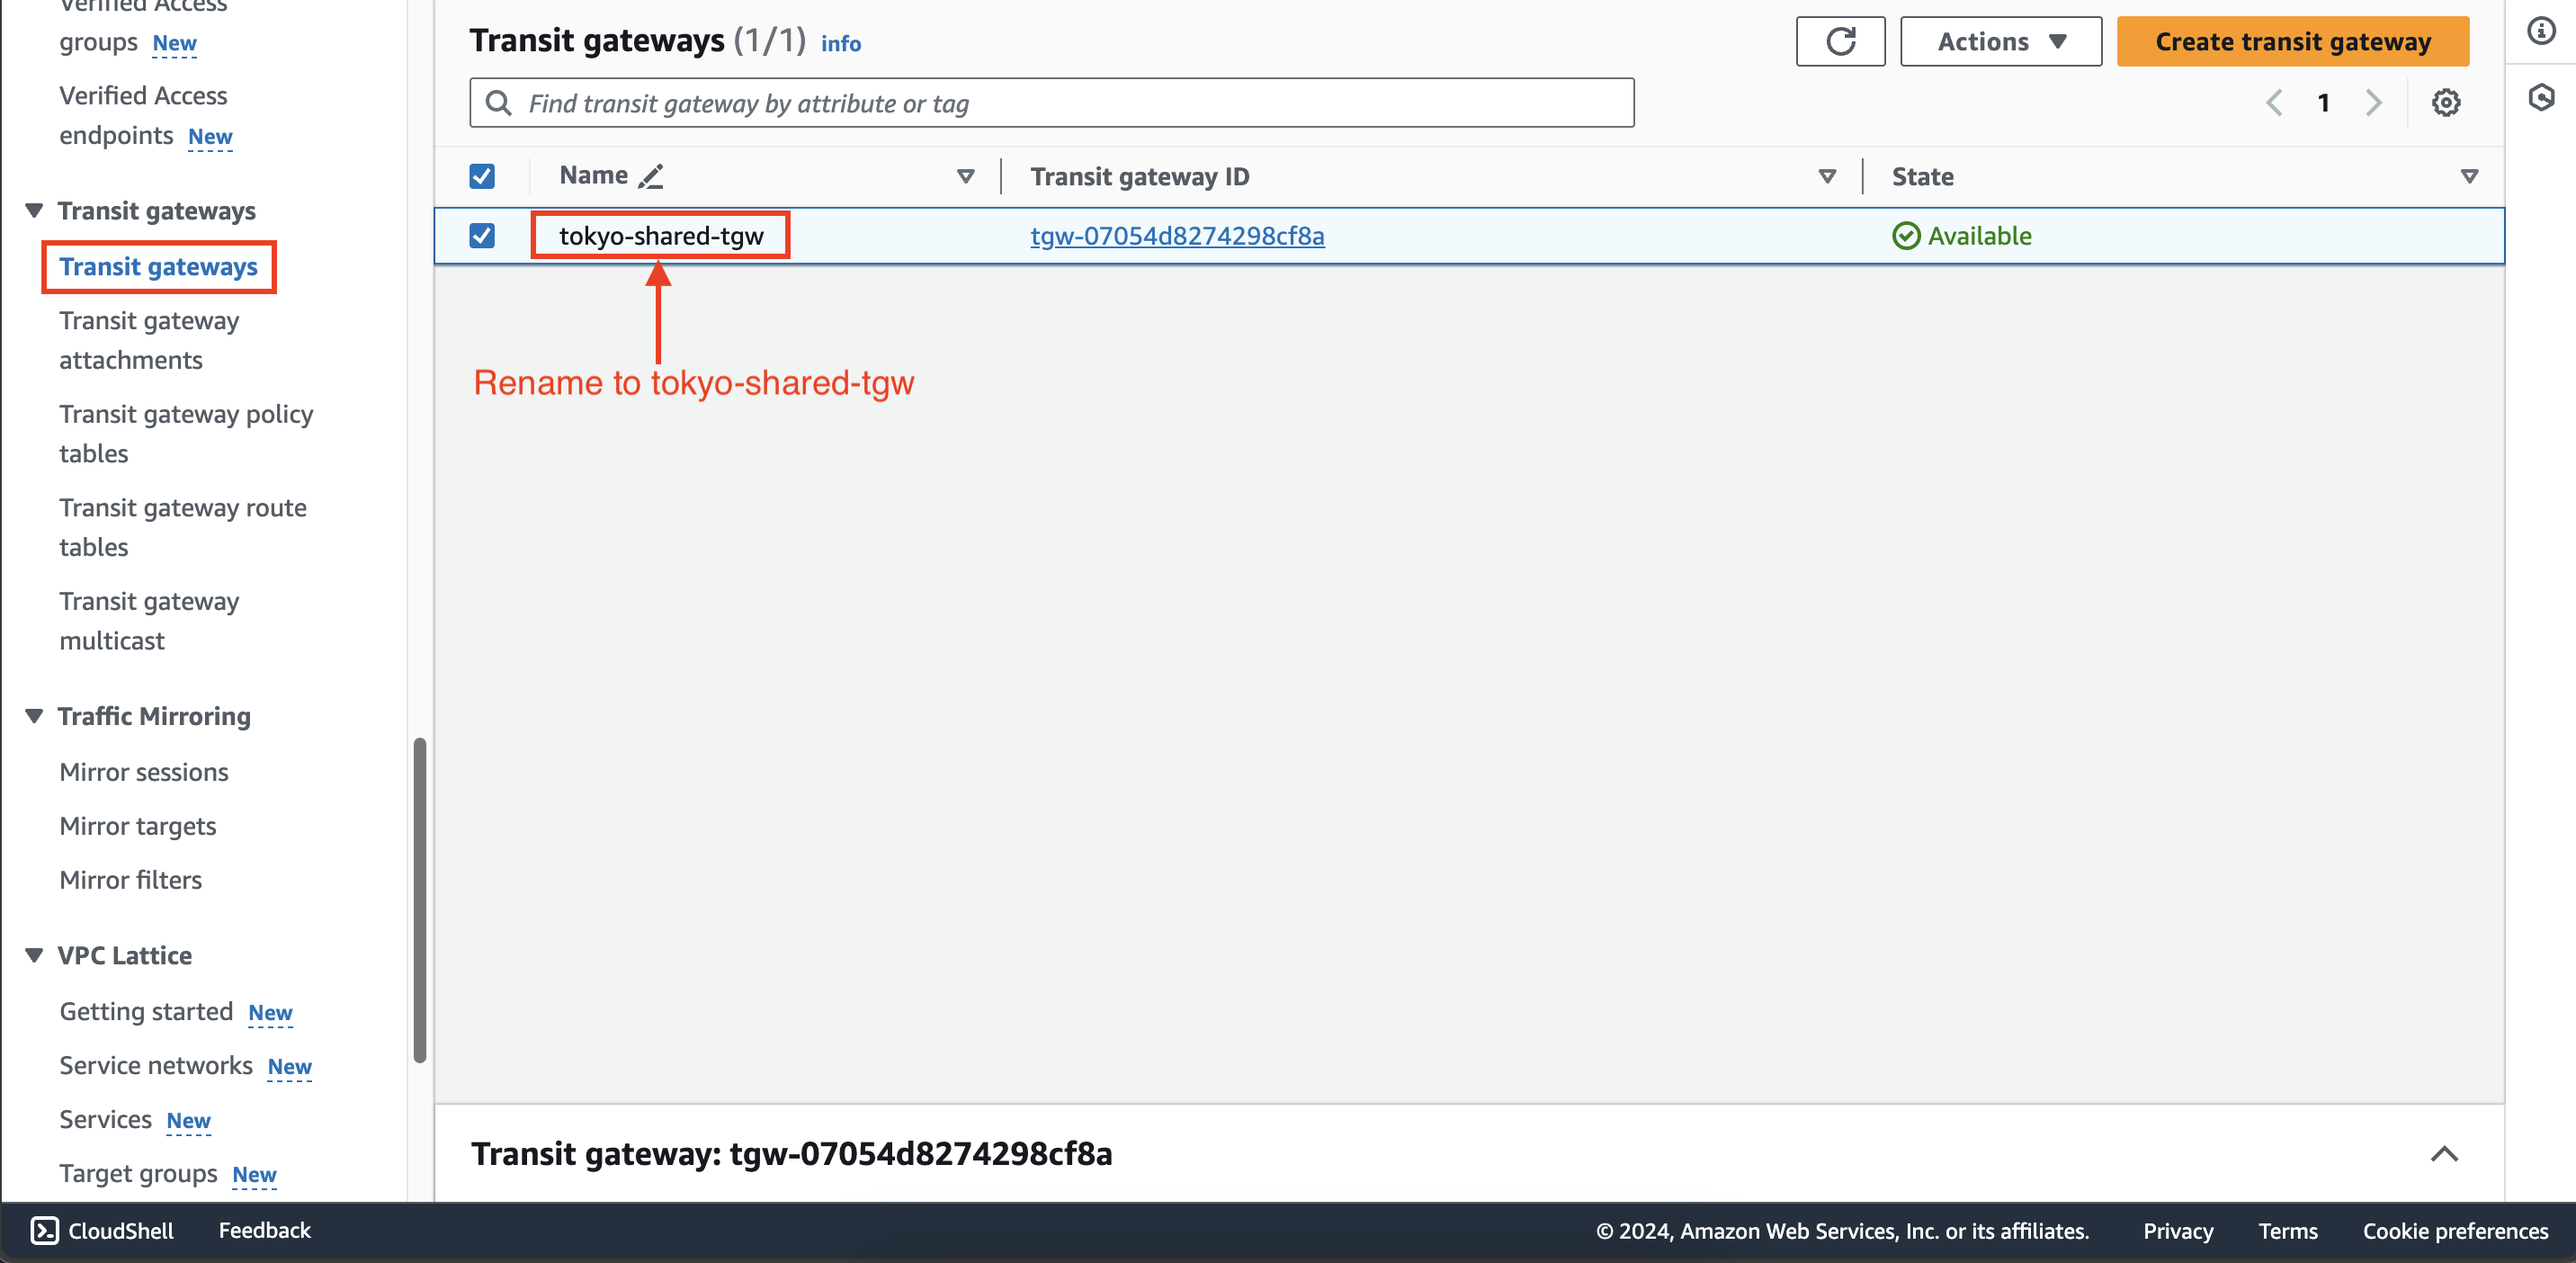 Verified Access
groups New
Verified Access
endpoints New
Transit gateways
Transit gateways
Transit gateway
attachments
Transit gateway policy
tables
Transit gateway route
tables
Transit gateway
multicast
Traffic Mirroring
Mirror sessions
Mirror targets
Mirror filters
VPC Lattice
Getting started New
Service networks New
Services New
Target groups New
Transit gateways (1/1) info
Actions
Create transit gateway
Find transit gateway by attribute or tag
1
Name Transit gateway ID State
tokyo-shared-tgw tgw-07054d8274298cf8a Available
Rename to tokyo-shared-tgw
Transit gateway: tgw-07054d8274298cf8a
CloudShell Feedback © 2024, Amazon Web Services, Inc. or its affiliates. Privacy Terms Cookie preferences